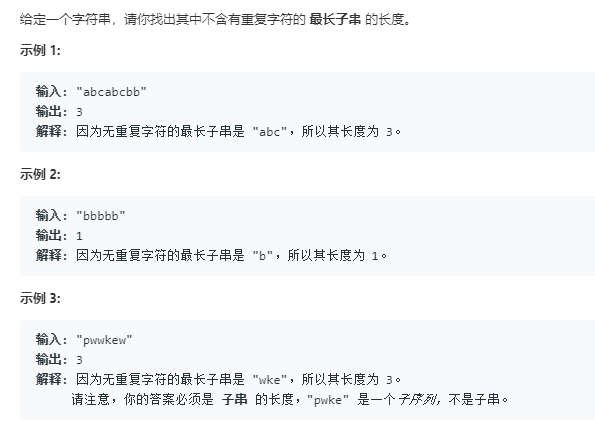 给定一个字符串，请你找出其中不含有重复字符的 最长子串 的长度。
示例 1:
输入: "abcabcbb"
输出: 3
解释: 因为无重复字符的最长子串是 "abc"，所以其长度为 3。
示例 2:
输入: "bbbbb"
输出: 1
解释: 因为无重复字符的最长子串是 "b"，所以其长度为 1。
示例 3:
输入: "pwwkew"
输出: 3
解释: 因为无重复字符的最长子串是 "wke"，所以其长度为 3。
请注意，你的答案必须是 子串 的长度，"pwke" 是一个子序列，不是子串。